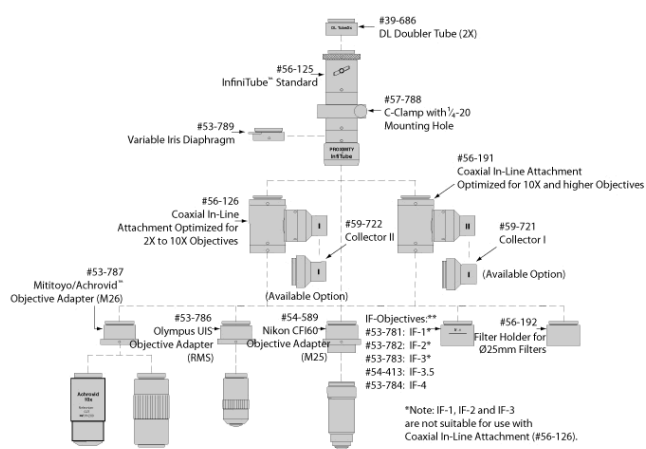 #39-686
DL Doubler Tube (2X)
#56-125
InfiniTube™ Standard
#57-788
C-Clamp with ¼-20
Mounting Hole
#53-789
Variable Iris Diaphragm
PROXIMITY
InfiniTube
#56-191
Coaxial In-Line Attachment
Optimized for 10X and higher Objectives
#56-126
Coaxial In-Line
Attachment Optimized for
2X to 10X Objectives
I
II
#59-722
Collector II
I
(Available Option)
#59-721
Collector I
I
(Available Option)
#53-787
Mititoyo/Achrovid™
Objective Adapter (M26)
#53-786
Olympus UIS
Objective Adapter
(RMS)
#54-589
Nikon CFI60
Objective Adapter
(M25)
IF-Objectives:**
#53-781: IF-1*
#53-782: IF-2*
#53-783: IF-3*
#54-413: IF-3.5
#53-784: IF-4
#56-192
Filter Holder for
Ø25mm Filters
*Note: IF-1, IF-2 and IF-3
are not suitable for use with
Coaxial In-Line Attachment (#56-126).